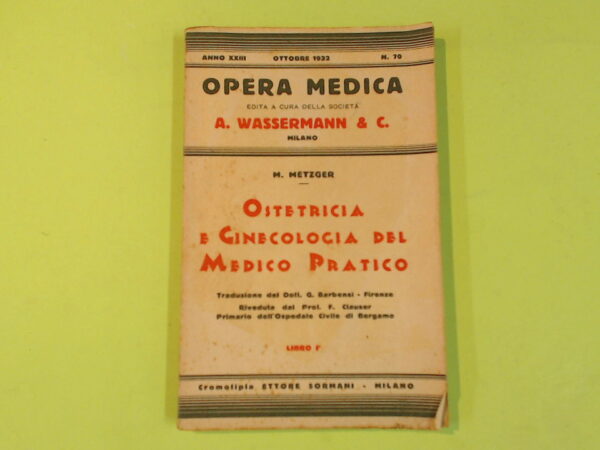 ANNO XXIII OTTOBRE 1932 N. 70
OPERA MEDICA
EDITA A CURA DELLA SOCIETÀ
A. WASSERMANN & C.
MILANO
M. METZGER
OSTETRICIA
E GINECOLOGIA DEL
MEDICO PRATICO
Traduzione del Dott. G. Barbensi - Firenze
Riveduta dal Prof. F. Clauser
Primario dell'Ospedale Civile di Bergamo
LIBRO I°
Cromotipia ETTORE SORMANI - MILANO